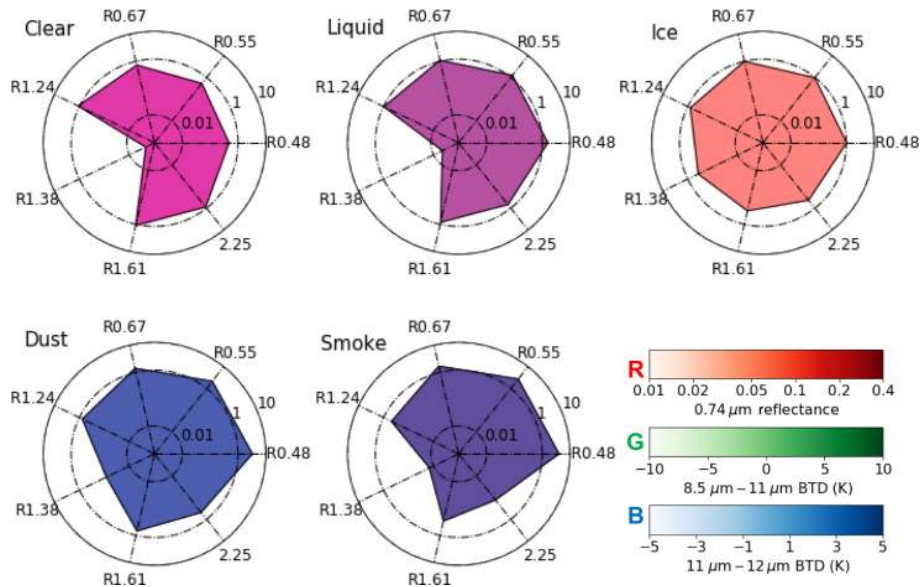 Clear
R0.67
R0.55
R1.24
1
10
0.01
R0.48
R1.38
R1.61
2.25
Liquid
R0.67
R0.55
R1.24
1
10
0.01
R0.48
R1.38
R1.61
2.25
Ice
R0.67
R0.55
R1.24
1
10
0.01
R0.48
R1.38
R1.61
2.25
Dust
R0.67
R0.55
R1.24
1
10
0.01
R0.48
R1.38
R1.61
2.25
Smoke
R0.67
R0.55
R1.24
1
10
0.01
R0.48
R1.38
R1.61
2.25
R
0.01 0.02 0.05 0.1 0.2 0.4
0.74 μm reflectance
G
−10 −5 0 5 10
8.5 μm − 11 μm BTD (K)
B
−5 −3 −1 1 3 5
11 μm − 12 μm BTD (K)